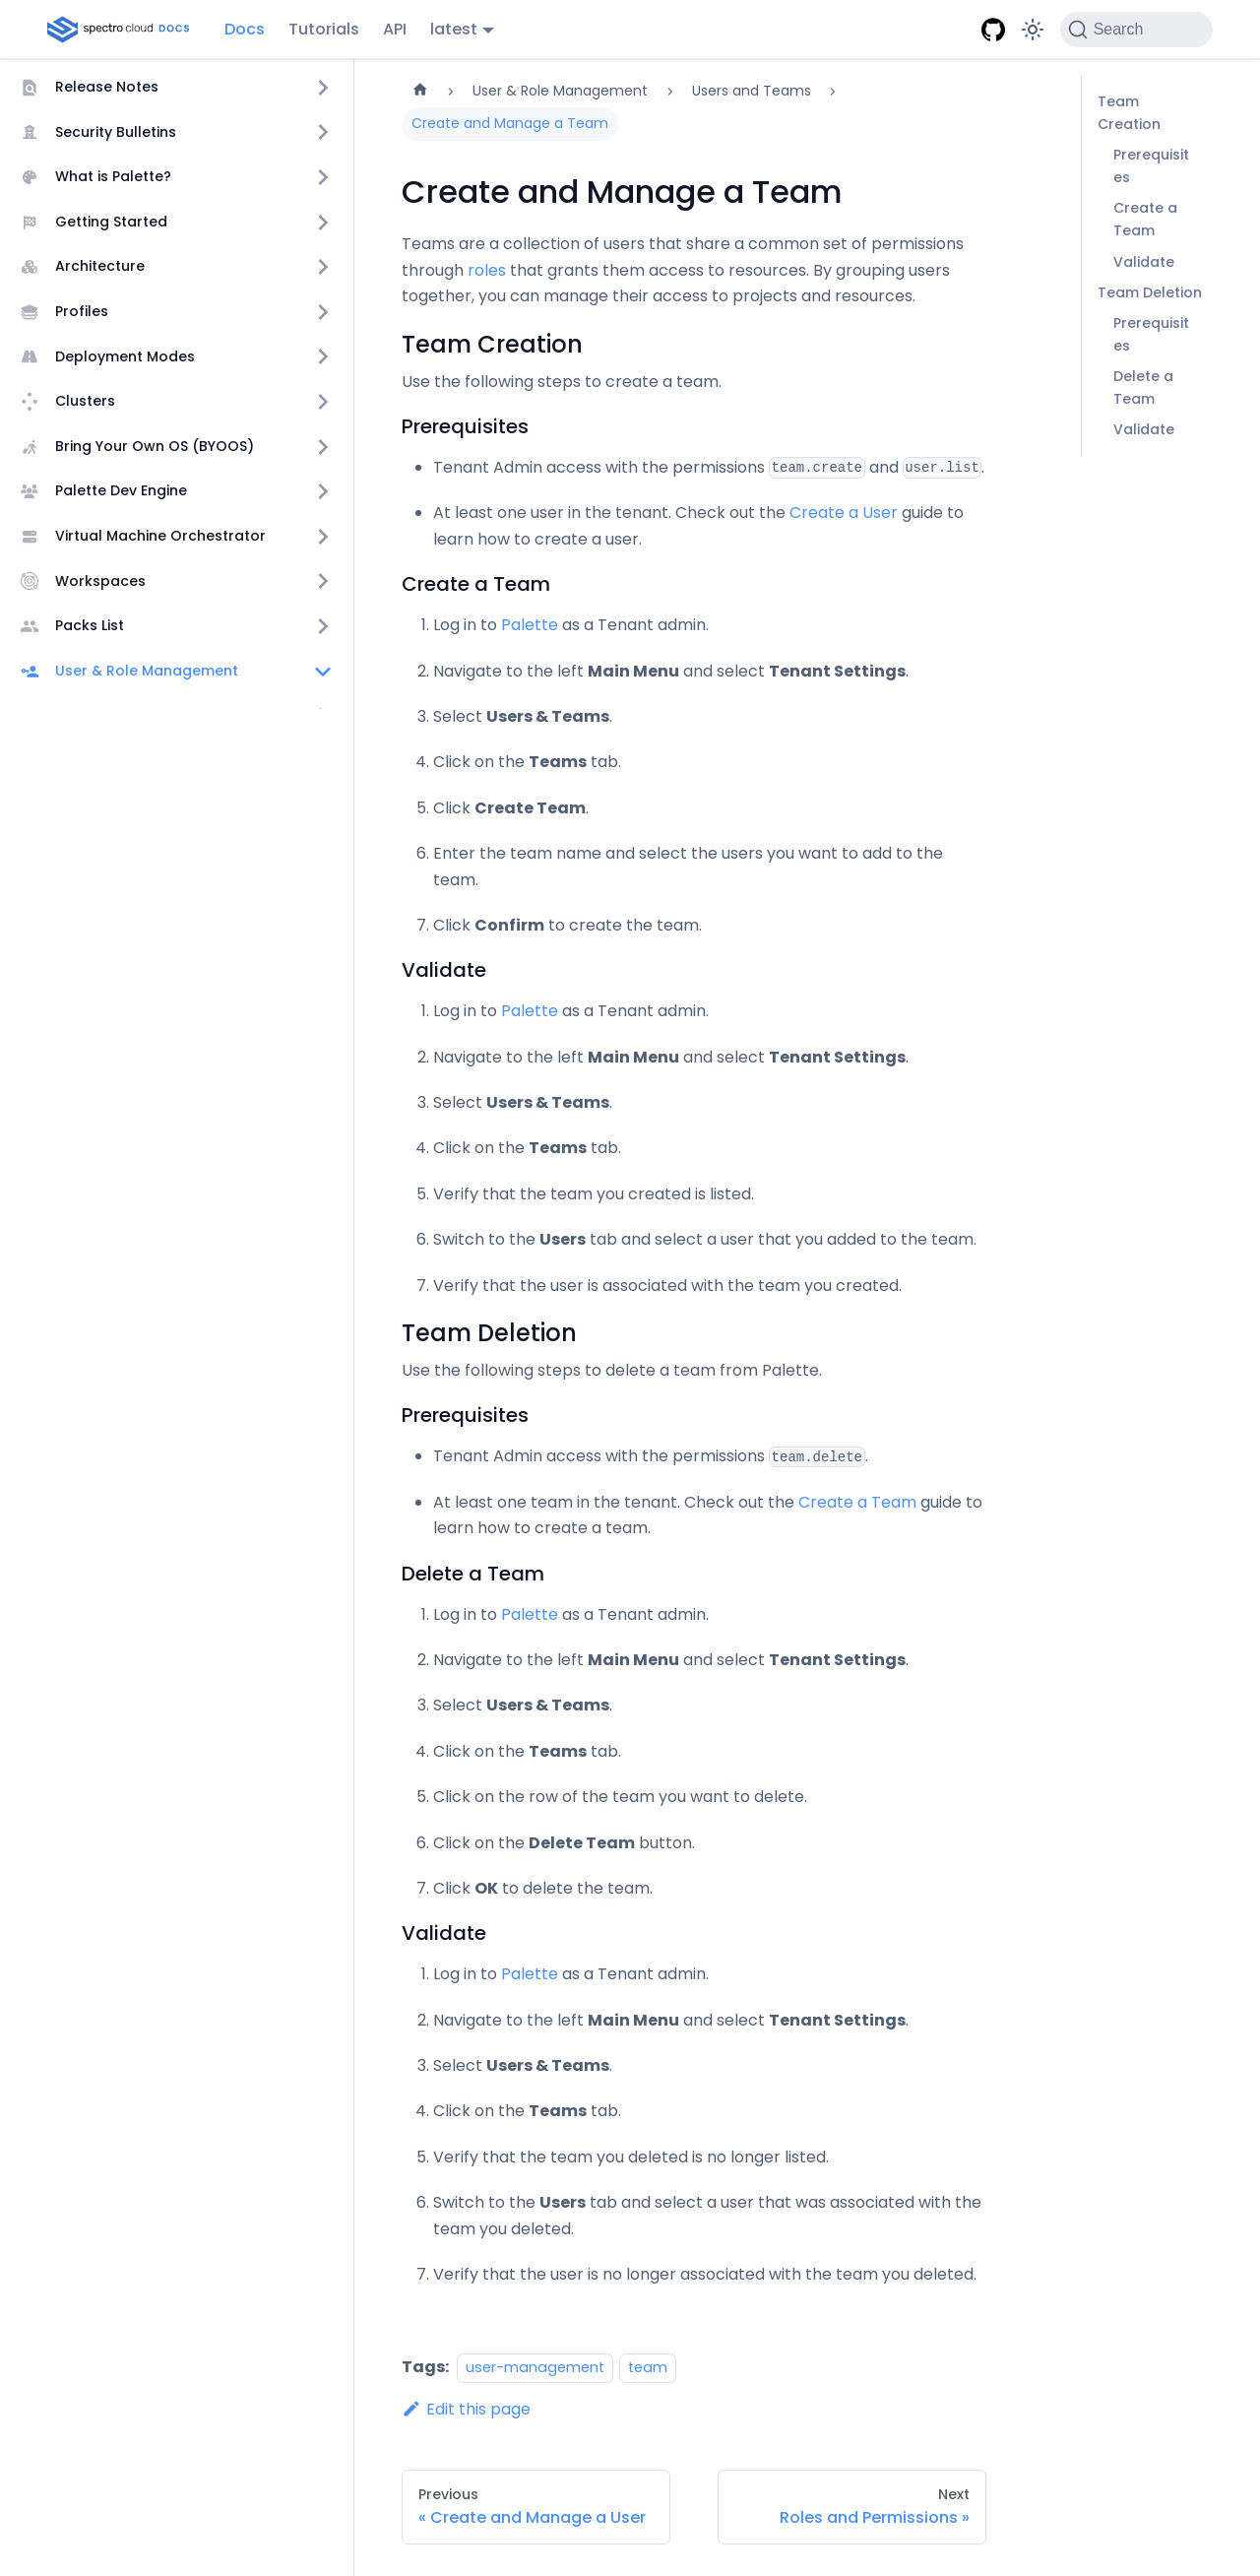 spectro cloud DOCS
Docs
Tutorials
API
latest
Search
Release Notes
Security Bulletins
What is Palette?
Getting Started
Architecture
Profiles
Deployment Modes
Clusters
Bring Your Own OS (BYOOS)
Palette Dev Engine
Virtual Machine Orchestrator
Workspaces
Packs List
User & Role Management
User & Role Management
Users and Teams
Create and Manage a Team
Create and Manage a Team
Teams are a collection of users that share a common set of permissions
through roles that grants them access to resources. By grouping users
together, you can manage their access to projects and resources.
Team Creation
Use the following steps to create a team.
Prerequisites
Tenant Admin access with the permissions team.create and user.list.
At least one user in the tenant. Check out the Create a User guide to
learn how to create a user.
Create a Team
1. Log in to Palette as a Tenant admin.
2. Navigate to the left Main Menu and select Tenant Settings.
3. Select Users & Teams.
4. Click on the Teams tab.
5. Click Create Team.
6. Enter the team name and select the users you want to add to the
team.
7. Click Confirm to create the team.
Validate
1. Log in to Palette as a Tenant admin.
2. Navigate to the left Main Menu and select Tenant Settings.
3. Select Users & Teams.
4. Click on the Teams tab.
5. Verify that the team you created is listed.
6. Switch to the Users tab and select a user that you added to the team.
7. Verify that the user is associated with the team you created.
Team Deletion
Use the following steps to delete a team from Palette.
Prerequisites
Tenant Admin access with the permissions team.delete.
At least one team in the tenant. Check out the Create a Team guide to
learn how to create a team.
Delete a Team
1. Log in to Palette as a Tenant admin.
2. Navigate to the left Main Menu and select Tenant Settings.
3. Select Users & Teams.
4. Click on the Teams tab.
5. Click on the row of the team you want to delete.
6. Click on the Delete Team button.
7. Click OK to delete the team.
Validate
1. Log in to Palette as a Tenant admin.
2. Navigate to the left Main Menu and select Tenant Settings.
3. Select Users & Teams.
4. Click on the Teams tab.
5. Verify that the team you deleted is no longer listed.
6. Switch to the Users tab and select a user that was associated with the
team you deleted.
7. Verify that the user is no longer associated with the team you deleted.
Tags: user-management team
Edit this page
Previous
« Create and Manage a User
Next
Roles and Permissions »
Team
Creation
Prerequisit
es
Create a
Team
Validate
Team Deletion
Prerequisit
es
Delete a
Team
Validate